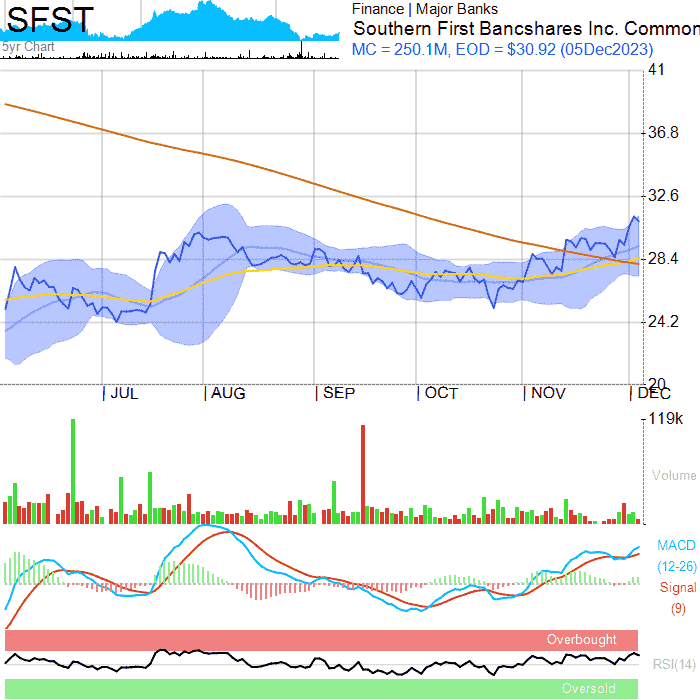 SFST
5yr Chart
Finance | Major Banks
Southern First Bancshares Inc. Common
MC = 250.1M, EOD = $30.92 (05Dec2023)
41
36.8
32.6
28.4
24.2
20
| JUL
| AUG
| SEP
| OCT
| NOV
| DEC
119k
Volume
MACD
(12-26)
Signal
(9)
Overbought
RSI(14)
Oversold